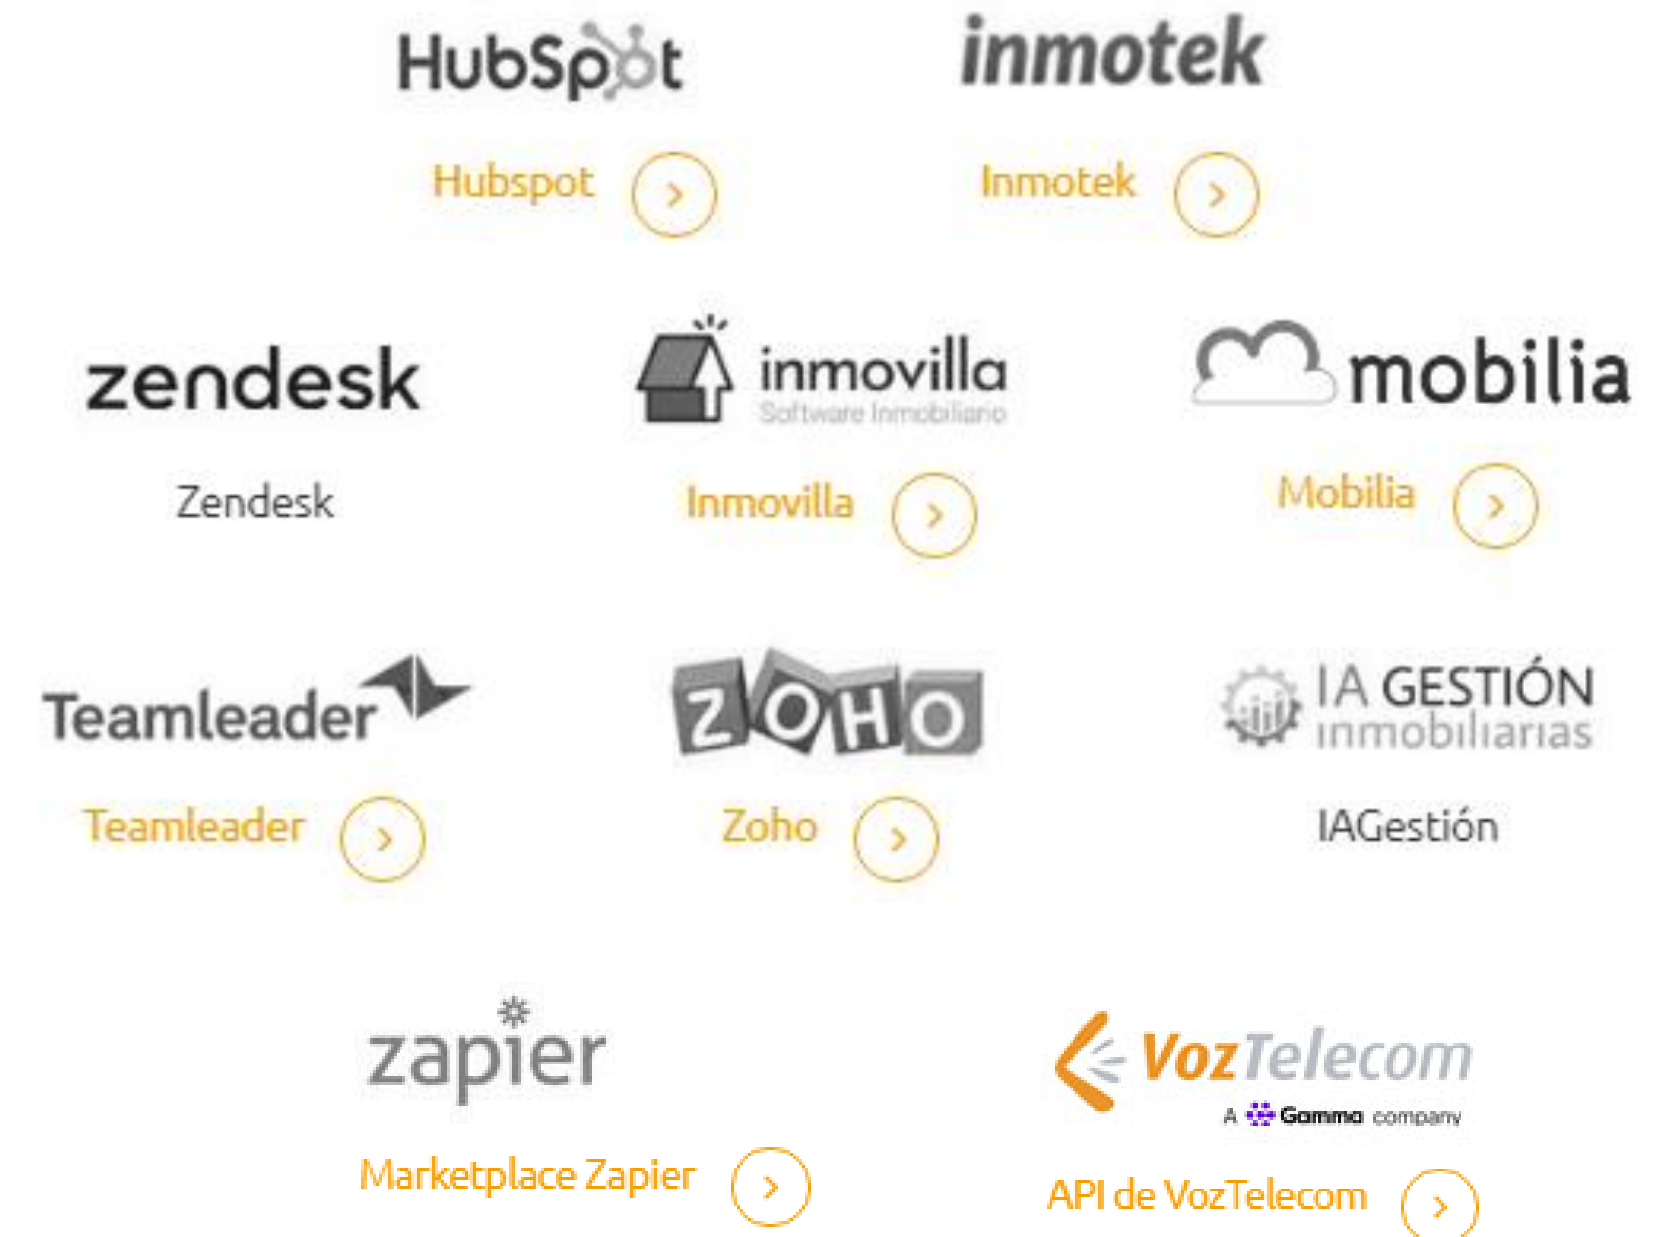 HubSpot
inmotek
Hubspot
Inmotek
zendesk
inmovilla
Software Inmobiliario
mobilia
Zendesk
Inmovilla
Mobilia
Teamleader
ZOHO
IA GESTIÓN
inmobiliarias
Teamleader
Zoho
IAGestión
zapier
VozTelecom
A Gamma company
Marketplace Zapier
API de VozTelecom